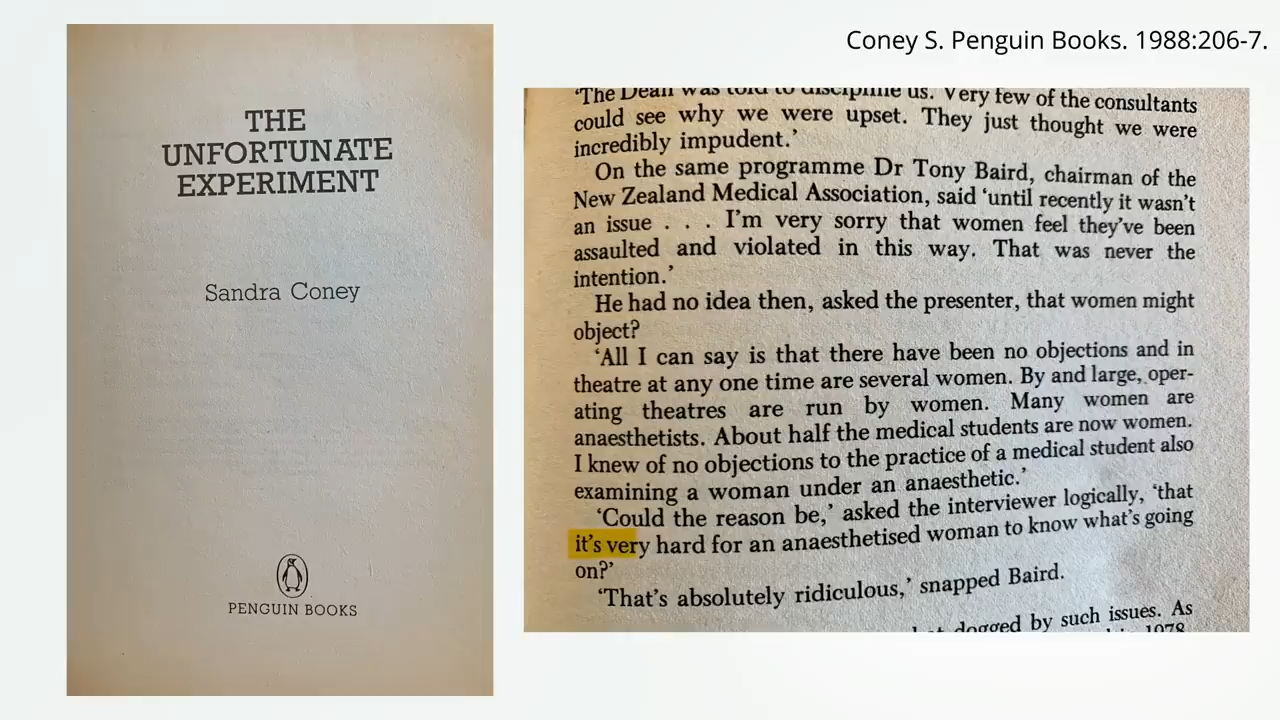 Coney S. Penguin Books. 1988:206-7.
THE
UNFORTUNATE
EXPERIMENT
Sandra Coney
PENGUIN BOOKS
'The Dean was told to discipline us. Very few of the consultants
could see why we were upset. They just thought we were
incredibly impudent.'
On the same programme Dr Tony Baird, chairman of the
New Zealand Medical Association, said 'until recently it wasn't
an issue . . . I'm very sorry that women feel they've been
assaulted and violated in this way. That was never the
intention.'
He had no idea then, asked the presenter, that women might
object?
'All I can say is that there have been no objections and in
theatre at any one time are several women. By and large, oper-
ating theatres are run by women. Many women are
anaesthetists. About half the medical students are now women.
I knew of no objections to the practice of a medical student also
examining a woman under an anaesthetic.'
'Could the reason be,' asked the interviewer logically, 'that
it's very hard for an anaesthetised woman to know what's going
on?'
'That's absolutely ridiculous,' snapped Baird.
dogged by such issues. As
1978